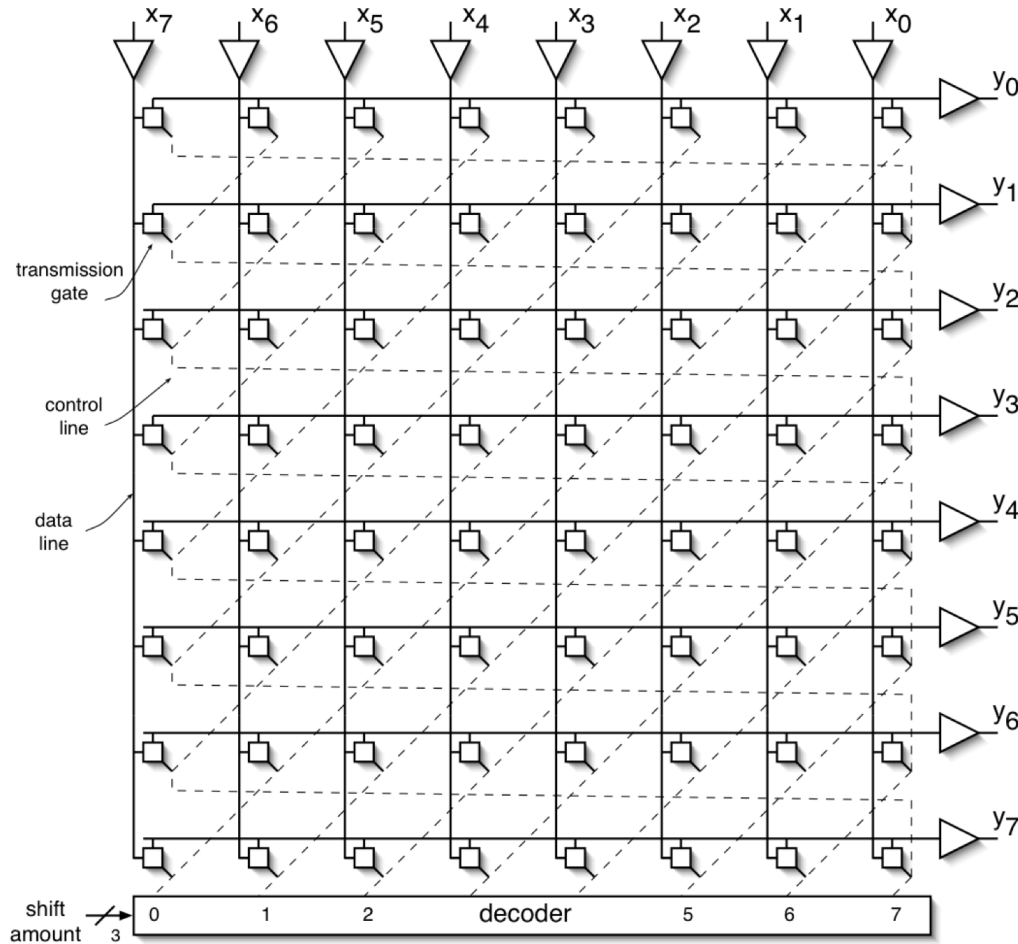 x7 x6 x5 x4 x3 x2 x1 x0
y0
y1
transmission
gate
y2
control
line
y3
data
line
y4
y5
y6
y7
shift
amount
3
0 1 2 decoder 5 6 7